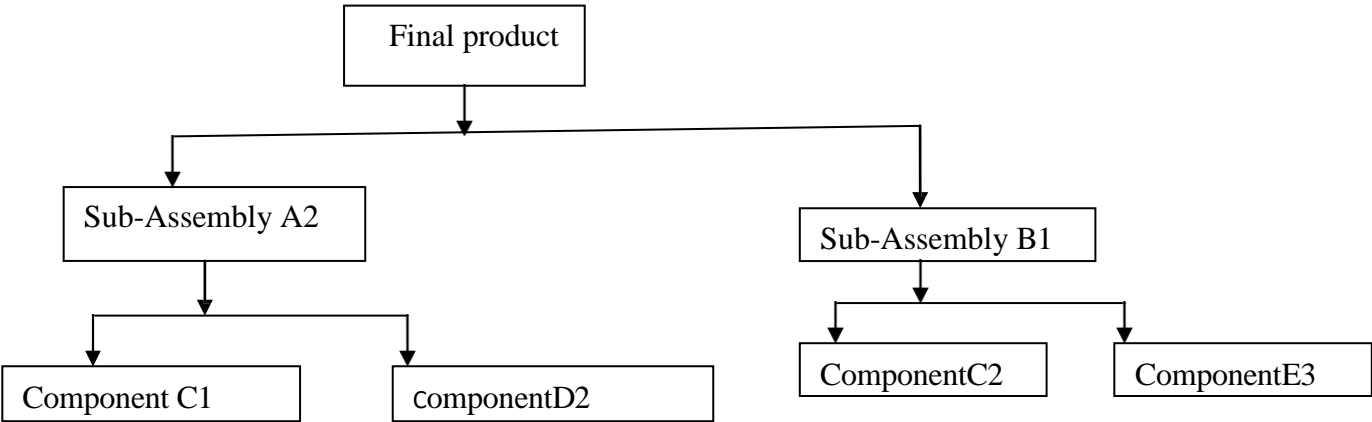 Final product
Sub-Assembly A2
Sub-Assembly B1
Component C1
componentD2
ComponentC2
ComponentE3